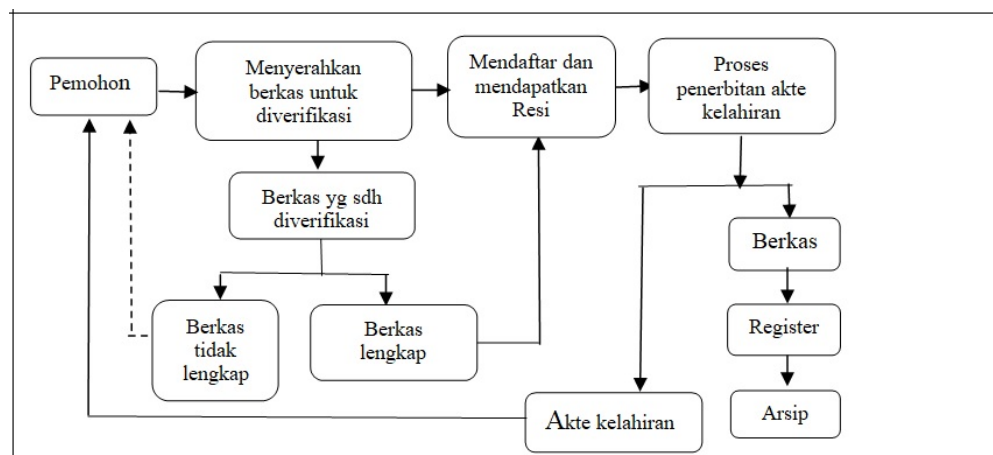 Pemohon
Menyerahkan
berkas untuk
diverifikasi
Mendaftar dan
mendapatkan
Resi
Proses
penerbitan akte
kelahiran
Berkas yg sdh
diverifikasi
Berkas
tidak
lengkap
Berkas
lengkap
Berkas
Register
Arsip
Akte kelahiran